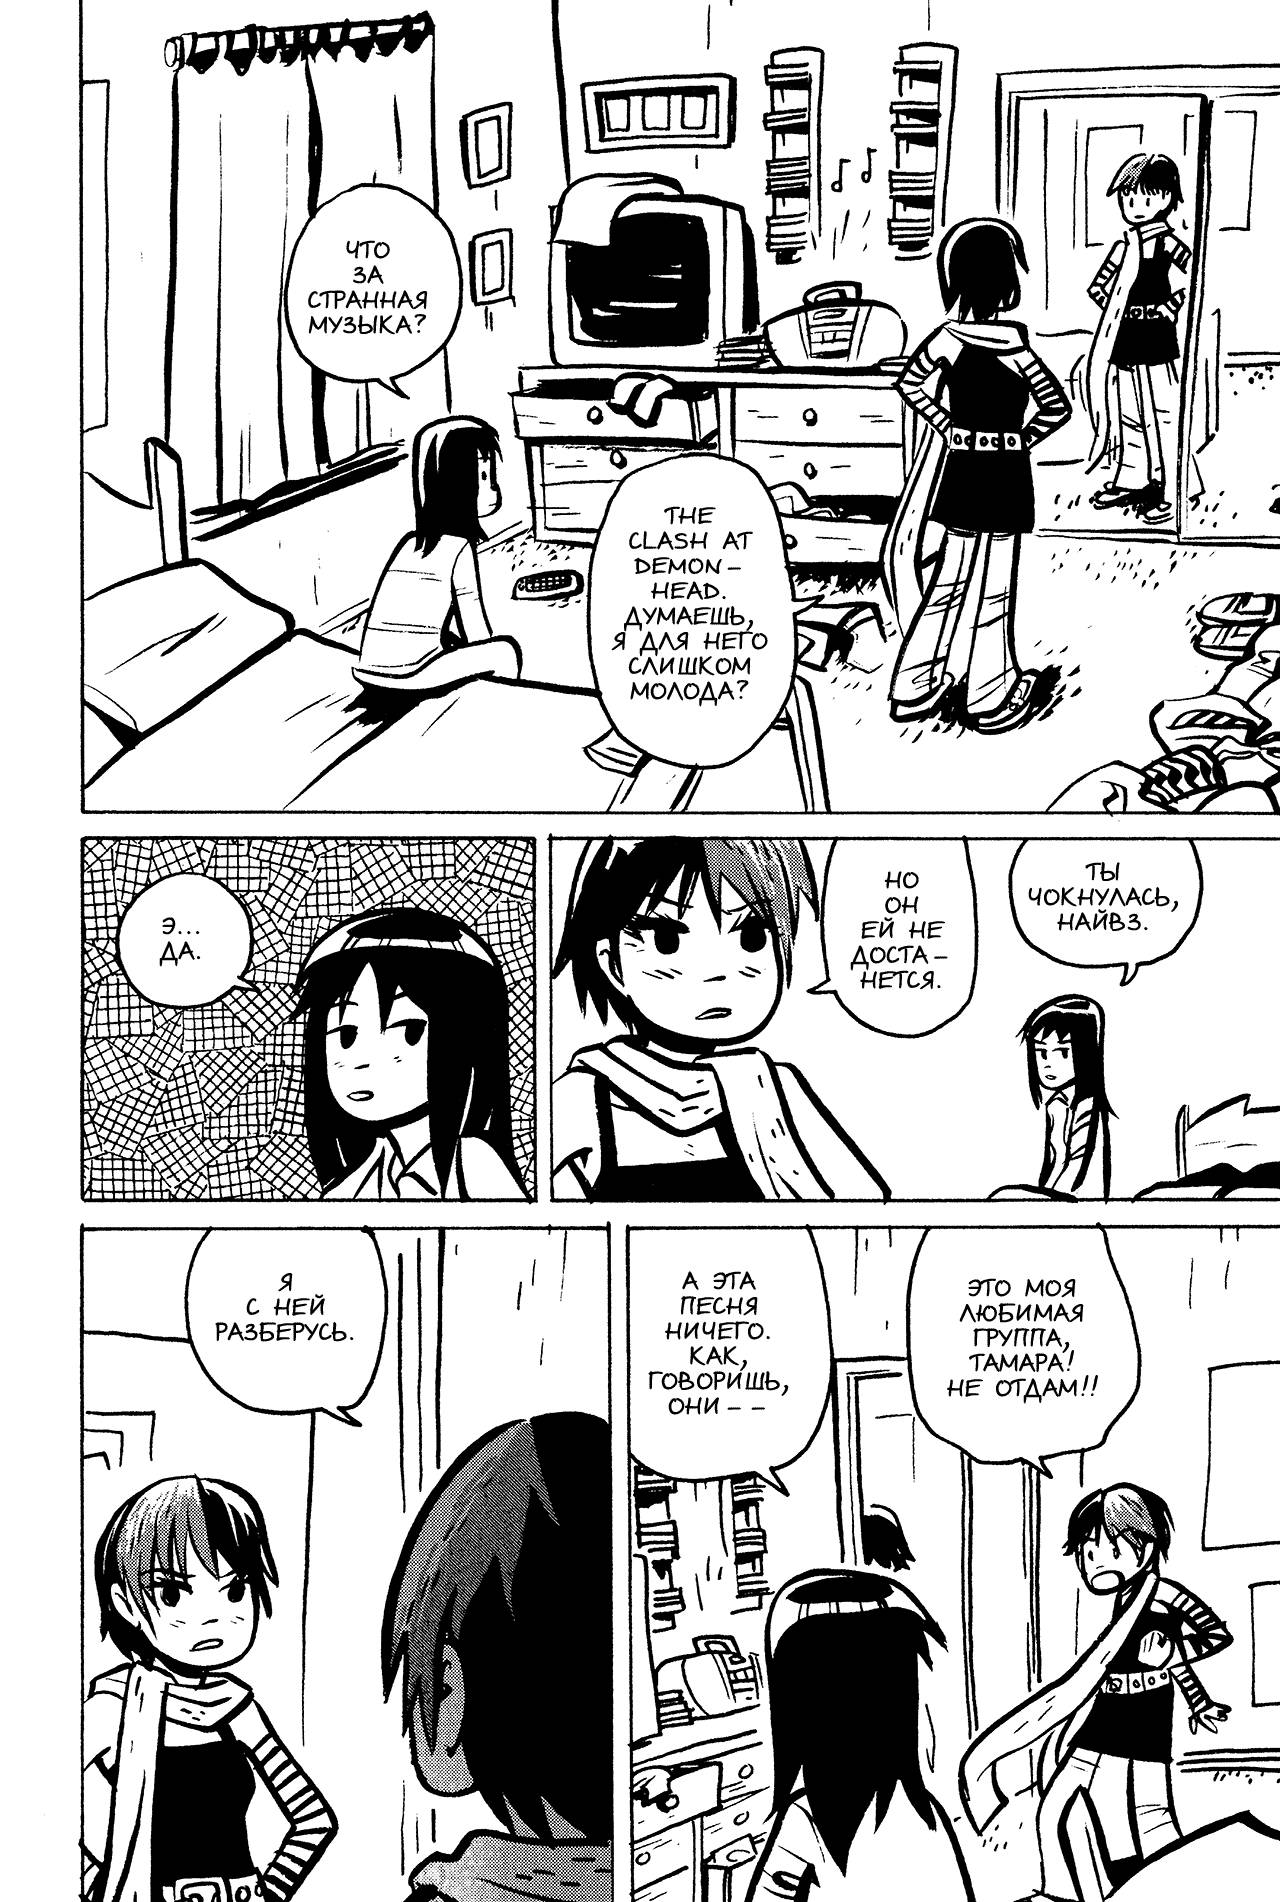 ЧТО
ЗА
СТРАННАЯ
МУЗЫКА?
THE
CLASH AT
DEMON–
HEAD.
ДУМАЕШЬ,
Я ДЛЯ НЕГО
СЛИШКОМ
МОЛОДА?
Э...
ДА.
НО
ОН
ЕЙ НЕ
ДОСТА–
НЕТСЯ.
ТЫ
ЧОКНУЛАСЬ,
НАЙВЗ.
Я
С НЕЙ
РАЗБЕРУСЬ.
А ЭТА
ПЕСНЯ
НИЧЕГО.
КАК,
ГОВОРИШЬ,
ОНИ – –
ЭТО МОЯ
ЛЮБИМАЯ
ГРУППА,
ТАМАРА!
НЕ ОТДАМ!!